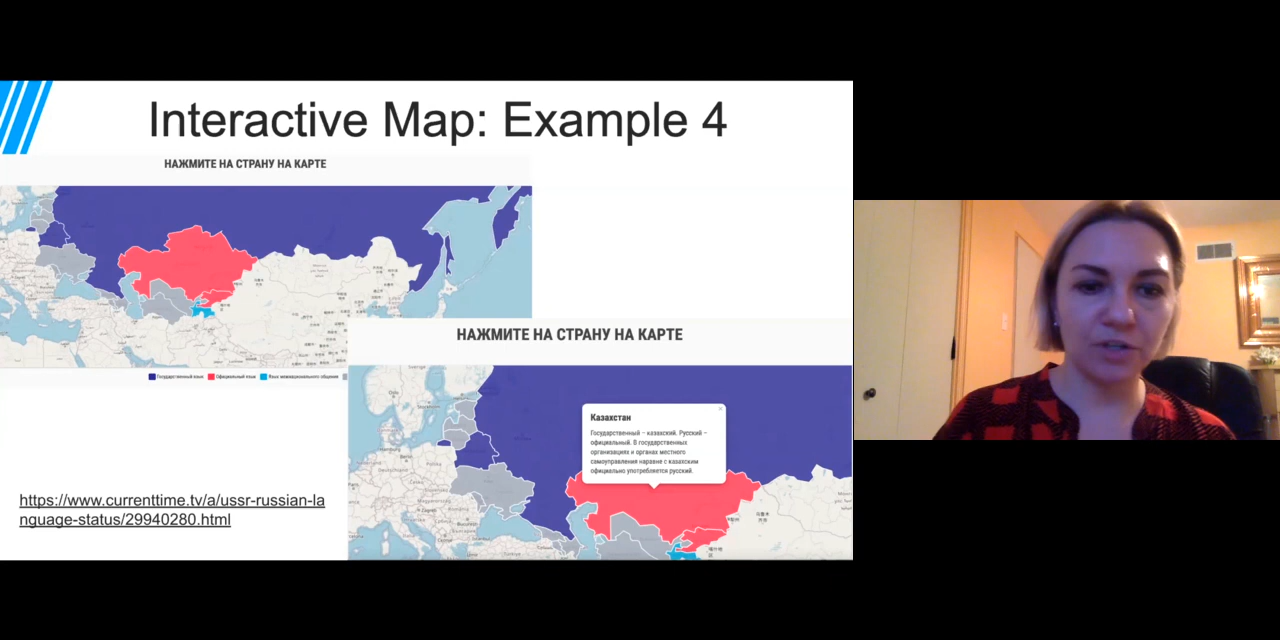 Interactive Map: Example 4
НАЖМИТЕ НА СТРАНУ НА КАРТЕ
Государственный язык Официальный язык Язык межнационального общения
НАЖМИТЕ НА СТРАНУ НА КАРТЕ
Казахстан
Государственный – казахский. Русский –
официальный. В государственных
организациях и органах местного
самоуправления наравне с казахским
официально употребляется русский.
https://www.currenttime.tv/a/ussr-russian-la
nguage-status/29940280.html